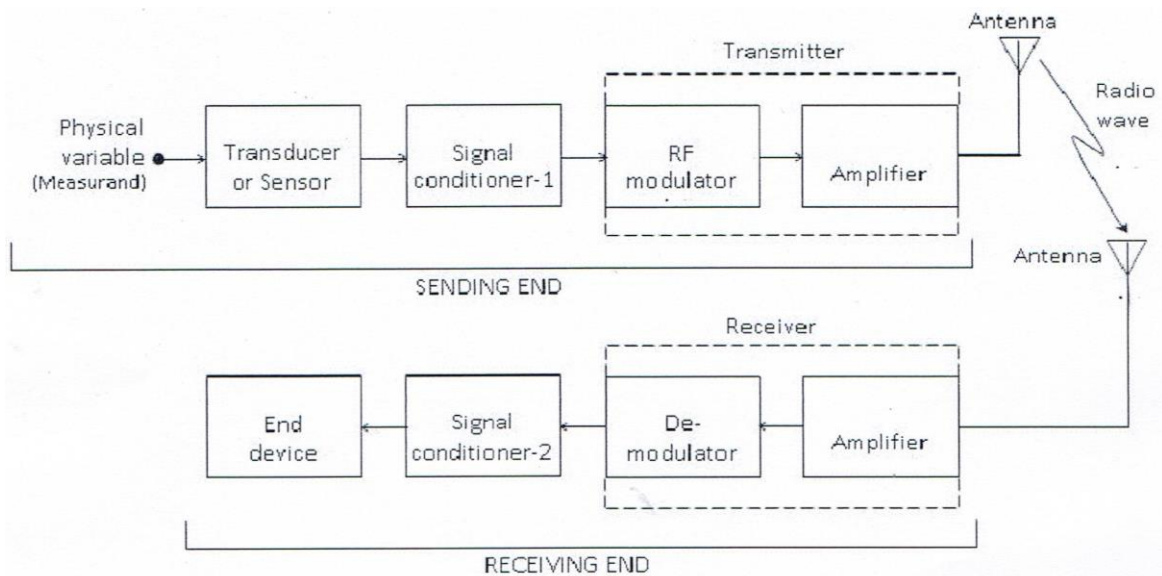 Antenna
Transmitter
Radio
wave
Physical
variable
(Measurand)
Transducer
or Sensor
Signal
conditioner-1
RF
modulator
Amplifier
Antenna
SENDING END
Receiver
End
device
Signal
conditioner-2
De-
modulator
Amplifier
RECEIVING END